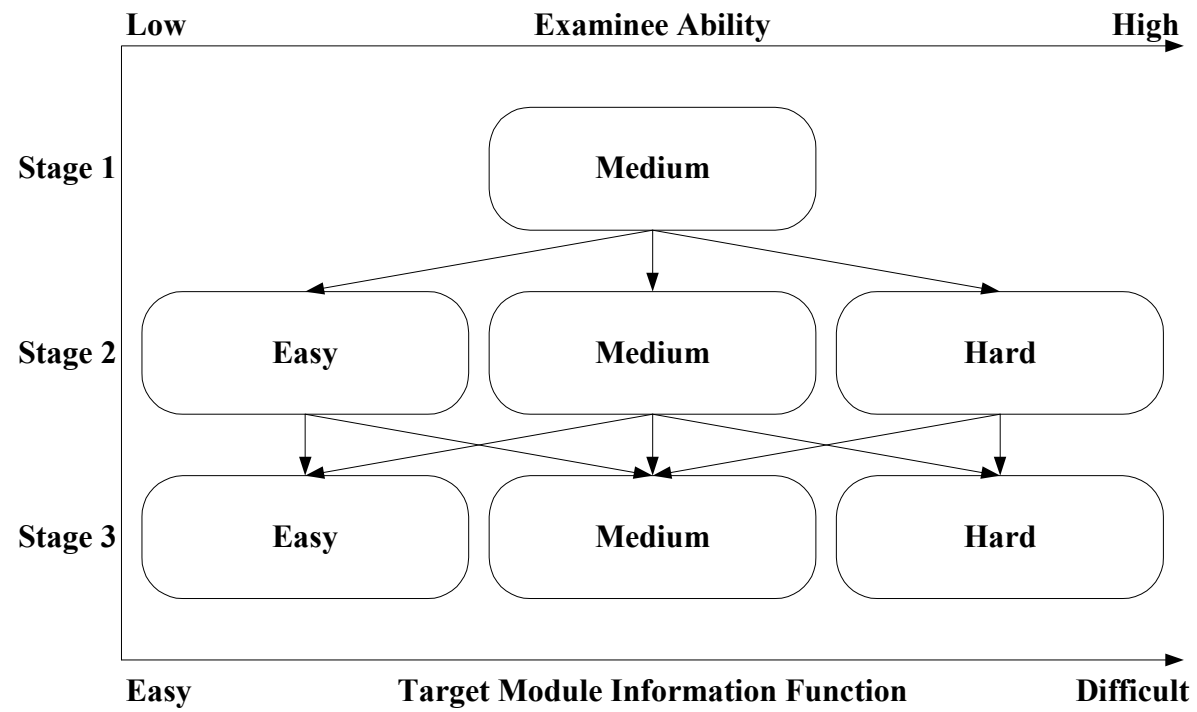 Low Examinee Ability High
Stage 1 Medium
Stage 2 Easy Medium Hard
Stage 3 Easy Medium Hard
Easy Target Module Information Function Difficult